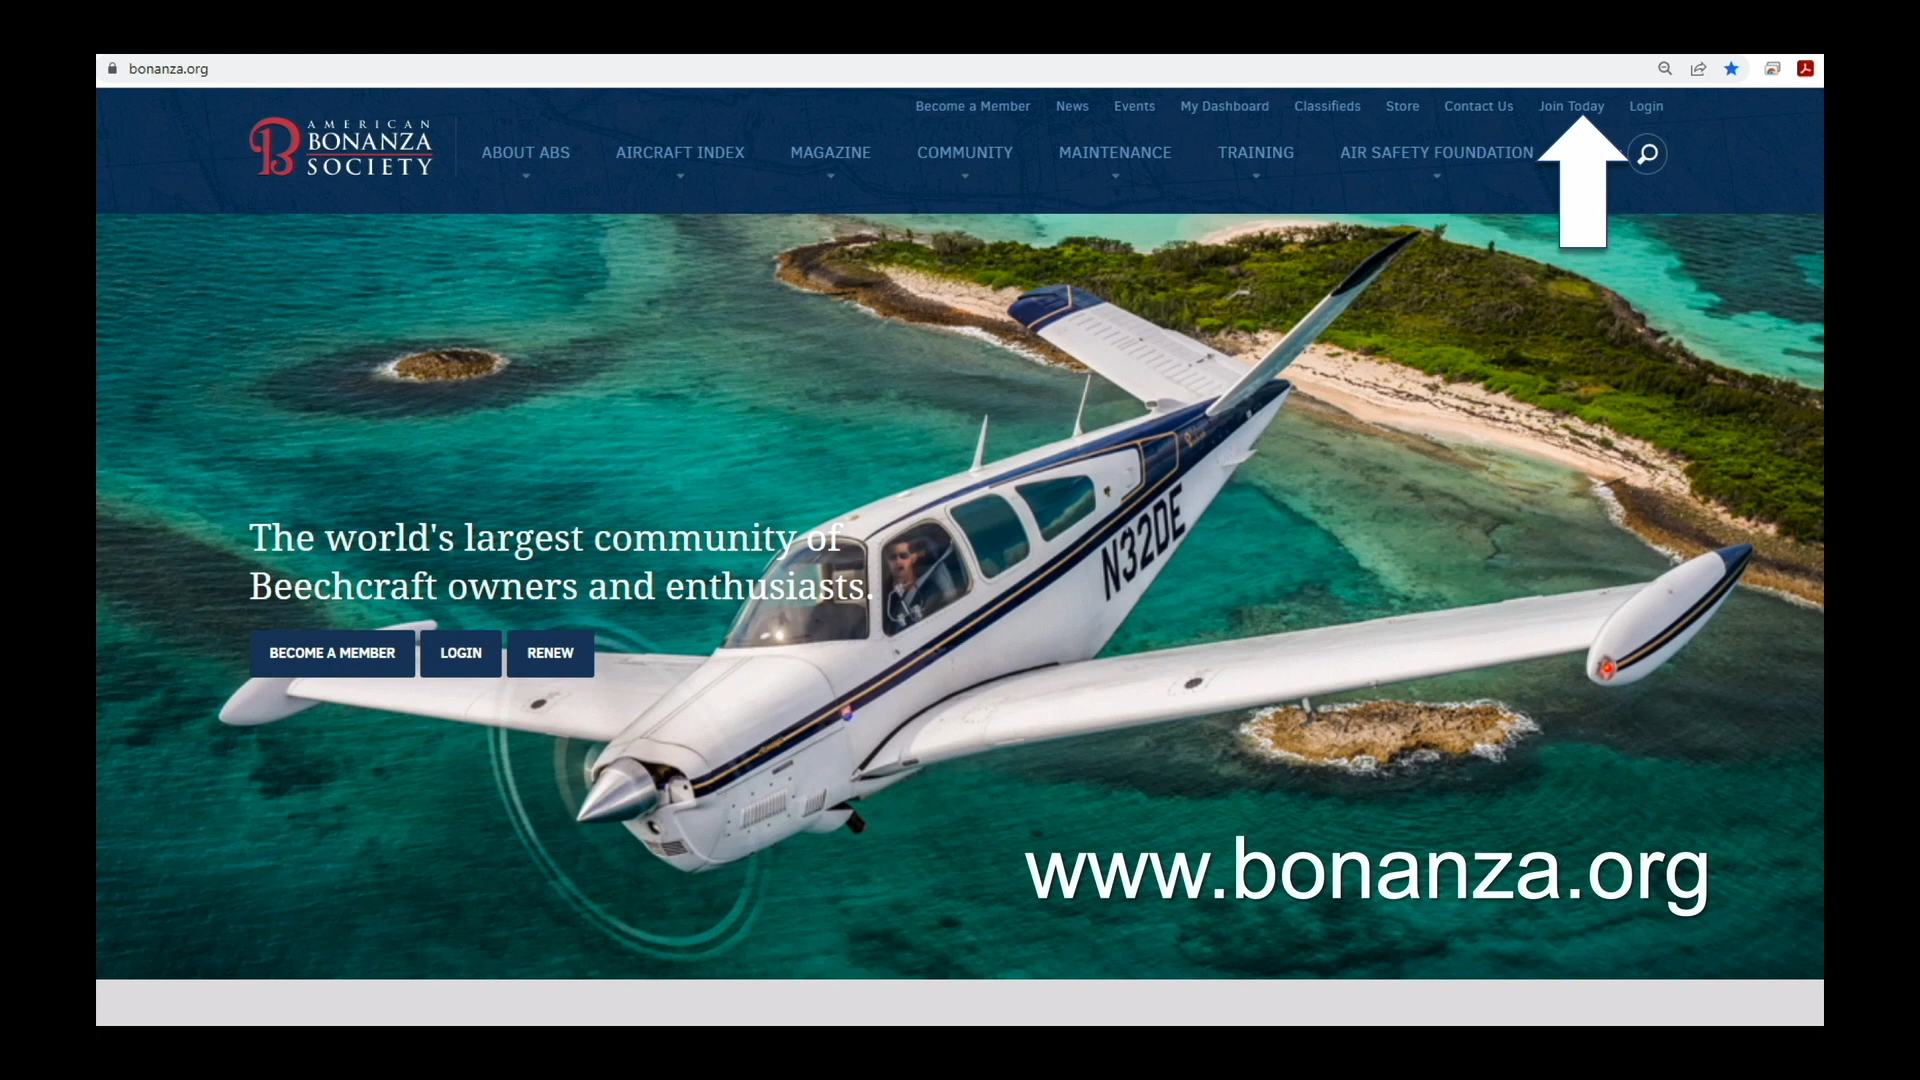 bonanza.org
Become a Member News Events My Dashboard Classifieds Store Contact Us Join Today Login
AMERICAN
BONANZA
SOCIETY
ABOUT ABS AIRCRAFT INDEX MAGAZINE COMMUNITY MAINTENANCE TRAINING AIR SAFETY FOUNDATION
N32DE
The world's largest community of
Beechcraft owners and enthusiasts.
BECOME A MEMBER LOGIN RENEW
www.bonanza.org